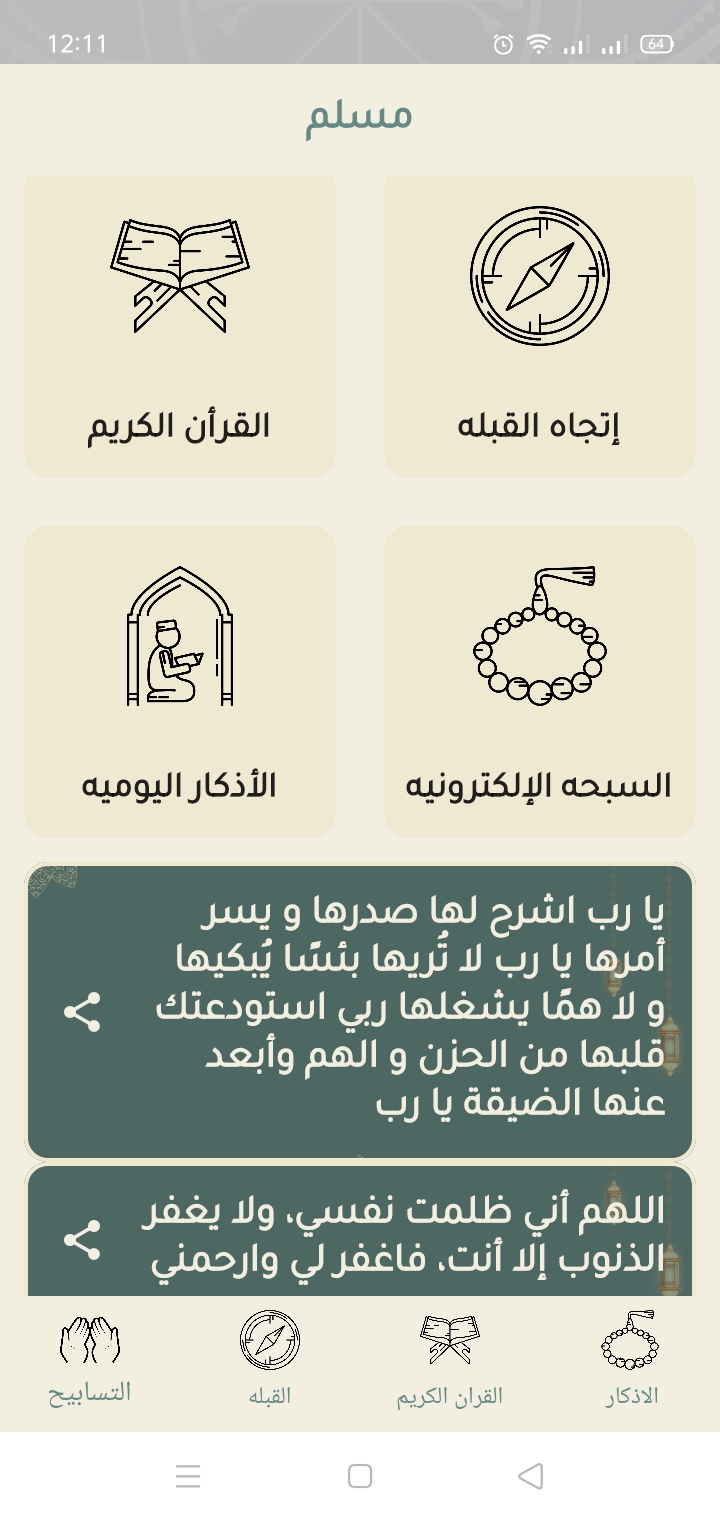 12:11
64
مسلم
إتجاه القبله
القرأن الكريم
السبحه الإلكترونيه
الأذكار اليوميه
يا رب اشرح لها صدرها و يسر
أمرها يا رب لا تُريها بئسًا يُبكيها
و لا همًا يشغلها ربي استودعتك
قلبها من الحزن و الهم وأبعد
عنها الضيقة يا رب
اللهم أني ظلمت نفسي، ولا يغفر
الذنوب إلا أنت، فاغفر لي وارحمني
الاذكار
القران الكريم
القبله
التسابيح